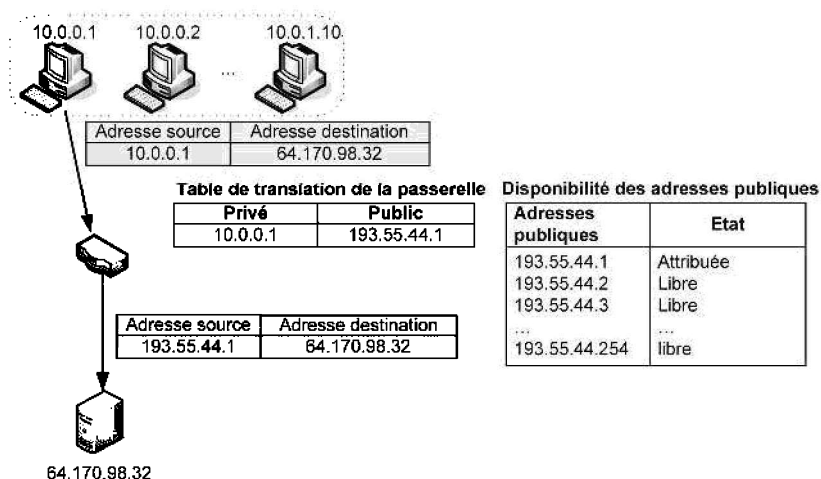 10.0.0.1 10.0.0.2 10.0.1.10
...
Adresse source Adresse destination
10.0.0.1 64.170.98.32
Table de translation de la passerelle
Privé Public
10.0.0.1 193.55.44.1
Disponibilité des adresses publiques
Adresses publiques Etat
193.55.44.1 Attribuée
193.55.44.2 Libre
193.55.44.3 Libre
... ...
193.55.44.254 libre
Adresse source Adresse destination
193.55.44.1 64.170.98.32
64.170.98.32